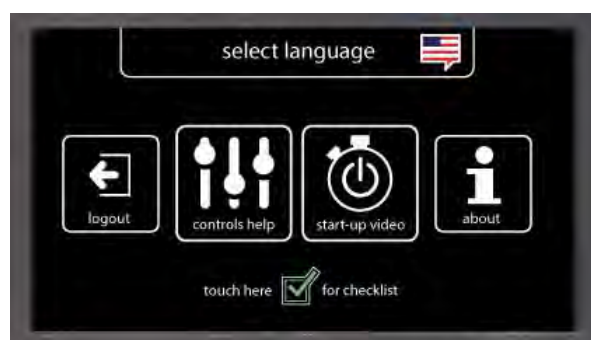 select language
logout
controls help
start-up video
about
touch here
for checklist